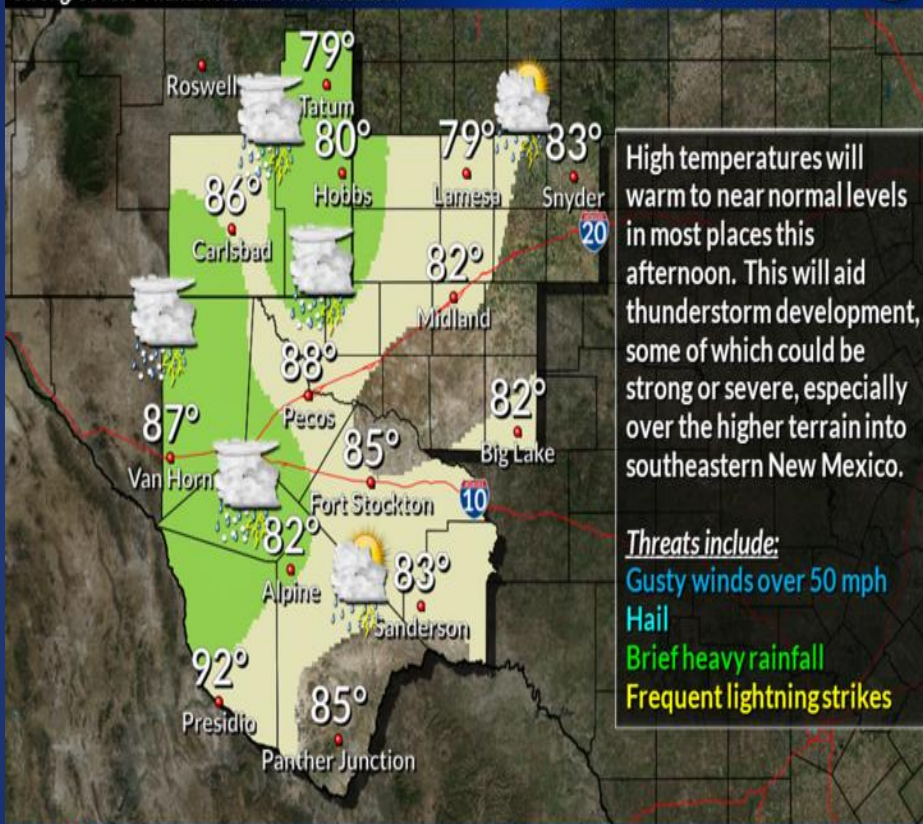 79°
Roswell
Tatum
80°
79°
83°
Hobbs
Lamesa
Snyder
86°
Carlsbad
20
82°
Midland
88°
Pecos
82°
Big Lake
87°
Van Horn
85°
Fort Stockton
10
82°
Alpine
83°
Sanderson
92°
Presidio
85°
Panther Junction
High temperatures will
warm to near normal levels
in most places this
afternoon. This will aid
thunderstorm development,
some of which could be
strong or severe, especially
over the higher terrain into
southeastern New Mexico.
Threats include:
Gusty winds over 50 mph
Hail
Brief heavy rainfall
Frequent lightning strikes